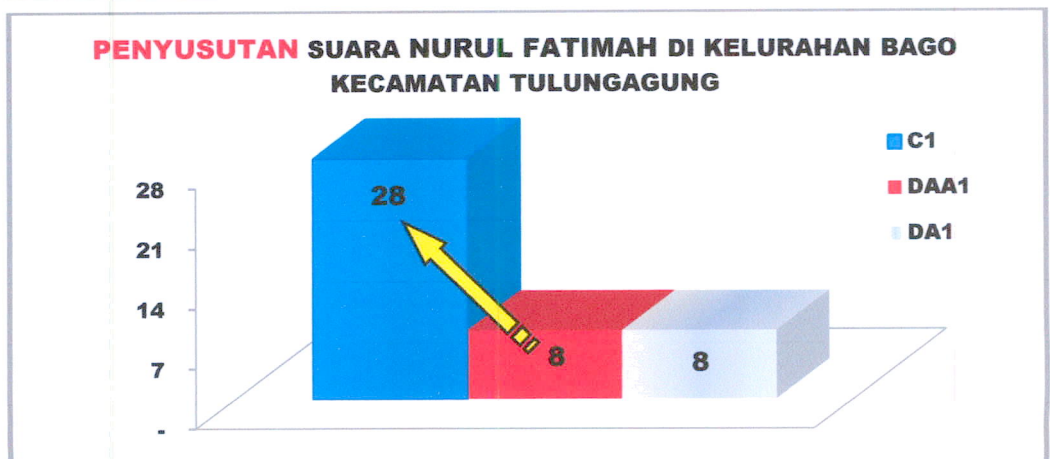 PENYUSUTAN SUARA NURUL FATIMAH DI KELURAHAN BAGO
KECAMATAN TULUNGAGUNG
C1
DAA1
DA1
28
21
14
7
-
28
8
8